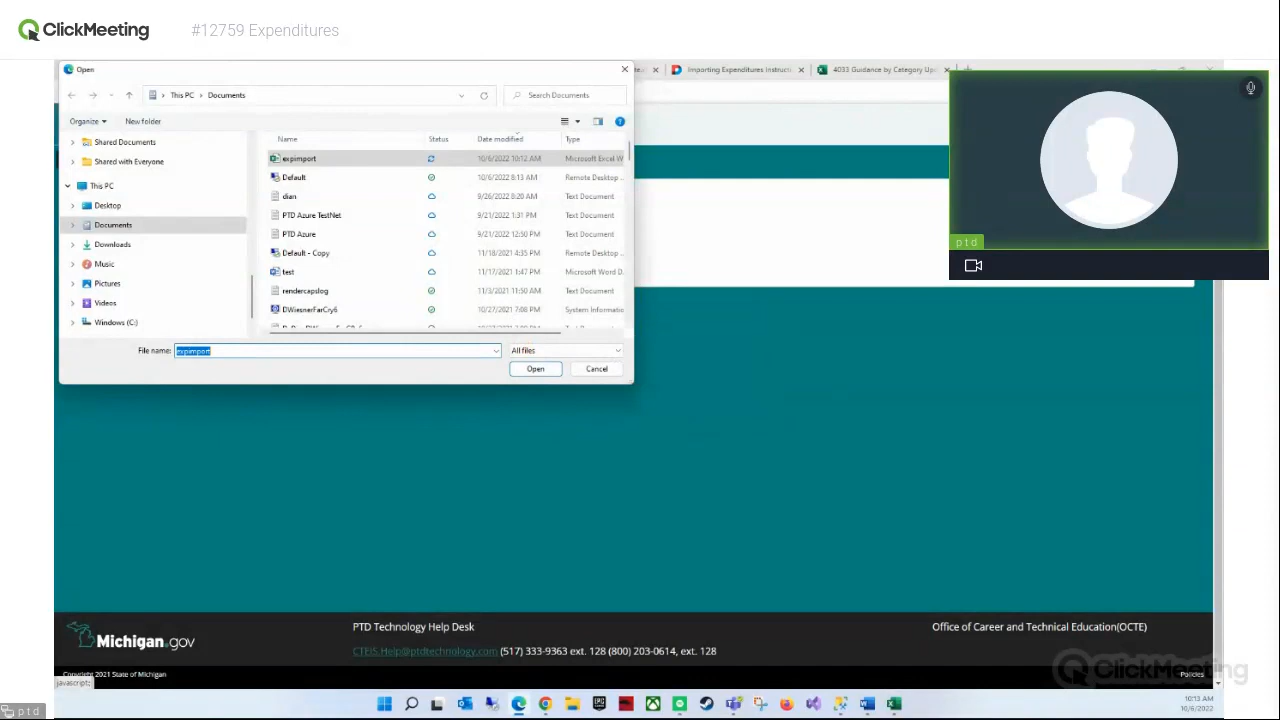 ClickMeeting #12759 Expenditures
Open
Importing Expenditures Instructi
4033 Guidance by Category Up
This PC > Documents
Search Documents
Organize
New folder
Name Status Date modified Type
Shared Documents
Shared with Everyone
This PC
Desktop
Documents
Downloads
Music
Pictures
Videos
Windows (C:)
expimport 10/6/2022 10:12 AM Microsoft Excel W
Default 10/6/2022 8:13 AM Remote Desktop ..
dian 9/26/2022 8:20 AM Text Document
PTD Azure TestNet 9/21/2022 1:31 PM Text Document
PTD Azure 9/21/2022 12:50 PM Text Document
Default - Copy 11/18/2021 4:35 PM Remote Desktop ..
test 11/17/2021 1:47 PM Microsoft Word D..
rendercapslog 11/3/2021 11:50 AM Text Document
DWiesnerFarCry6 10/27/2021 7:08 PM System Informatio
File name: expimport All files
Open Cancel
ptd
Michigan.gov
PTD Technology Help Desk
CTEIS.Help@ptdtechnology.com (517) 333-9363 ext. 128 (800) 203-0614, ext. 128
Office of Career and Technical Education(OCTE)
Copyright 2021 State of Michigan
Policies
ClickMeeting
javascript:
10:13 AM
10/6/2022
ptd